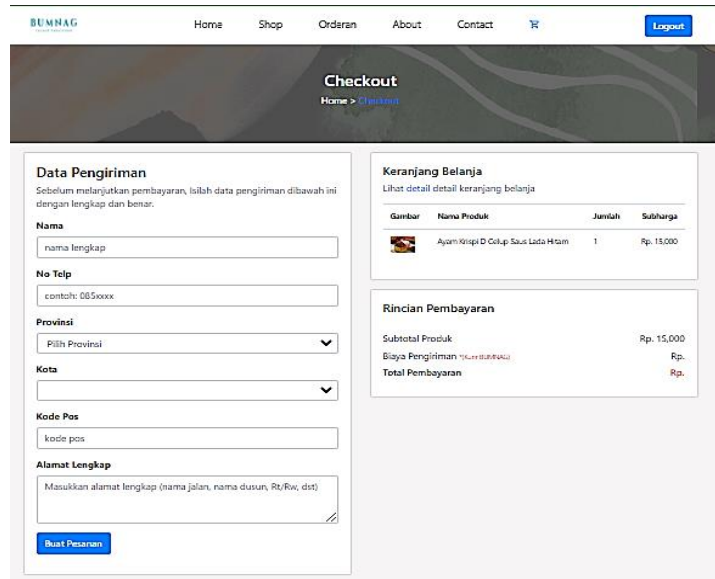 BUMNAG
Home Shop Orderan About Contact Logout
Checkout
Home > Checkout
Data Pengiriman
Sebelum melanjutkan pembayaran, Isilah data pengiriman dibawah ini
dengan lengkap dan benar.
Nama
nama lengkap
No Telp
contoh: 085xxxx
Provinsi
Pilih Provinsi
Kota
Kode Pos
kode pos
Alamat Lengkap
Masukkan alamat lengkap (nama jalan, nama dusun, Rt/Rw, dst)
Buat Pesanan
Keranjang Belanja
Lihat detail detail keranjang belanja
Gambar Nama Produk Jumlah Subharga
Ayam Krispi D Celup Saus Lada Hitam 1 Rp. 15,000
Rincian Pembayaran
Subtotal Produk Rp. 15,000
Biaya Pengiriman *(Kurir BUMNAG) Rp.
Total Pembayaran Rp.